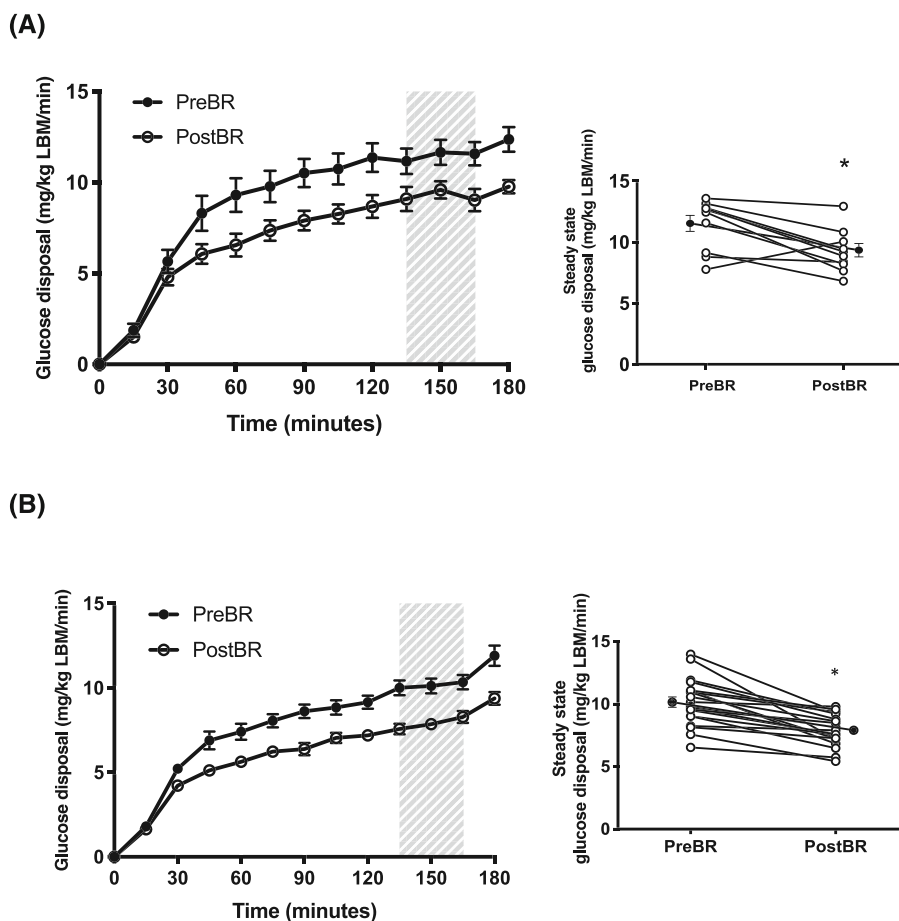 (A)
Glucose disposal (mg/kg LBM/min)
15
10
5
0
PreBR
PostBR
0 30 60 90 120 150 180
Time (minutes)
Steady state
glucose disposal (mg/kg LBM/min)
15
10
5
0
*
PreBR PostBR
(B)
Glucose disposal (mg/kg LBM/min)
15
10
5
0
PreBR
PostBR
0 30 60 90 120 150 180
Time (minutes)
Steady state
glucose disposal (mg/kg LBM/min)
15
10
5
0
*
PreBR PostBR